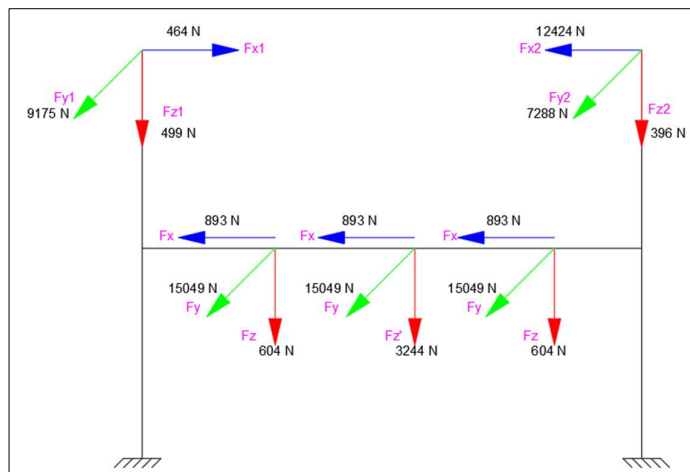 464 N
Fx1
Fy1
9175 N
Fz1
499 N
12424 N
Fx2
Fy2
7288 N
Fz2
396 N
893 N
Fx
893 N
Fx
893 N
Fx
15049 N
Fy
Fz
604 N
15049 N
Fy
Fz'
3244 N
15049 N
Fy
Fz
604 N